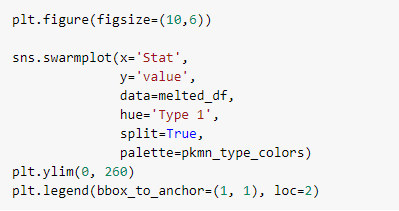 plt.figure(figsize=(10,6))

sns.swarmplot(x='Stat',
              y='value',
              data=melted_df,
              hue='Type 1',
              split=True,
              palette=pkmn_type_colors)
plt.ylim(0, 260)
plt.legend(bbox_to_anchor=(1, 1), loc=2)